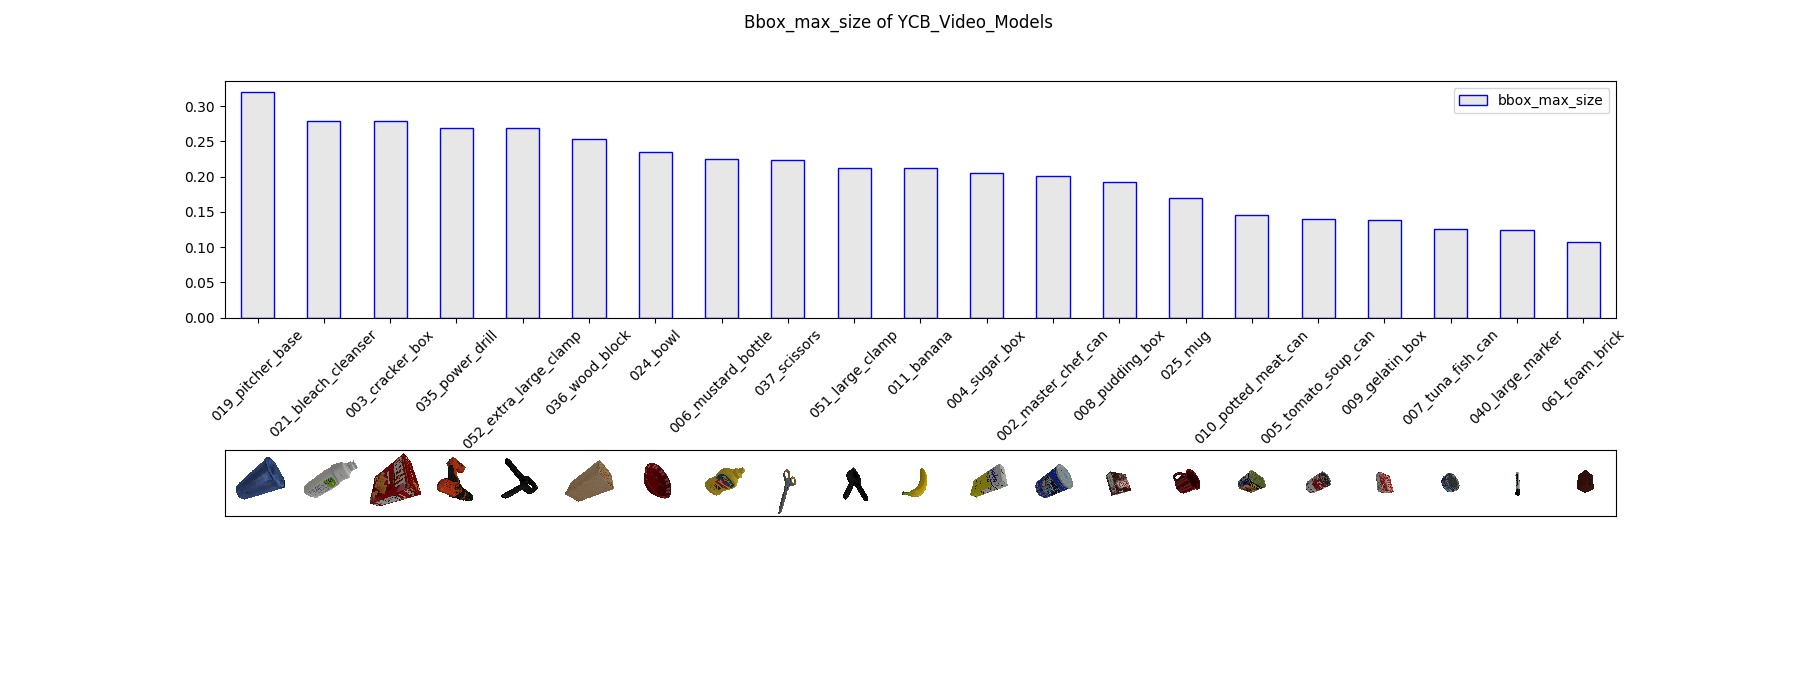 Bbox_max_size of YCB_Video_Models
bbox_max_size
0.30
0.25
0.20
0.15
0.10
0.05
0.00
019_pitcher_base
021_bleach_cleanser
003_cracker_box
035_power_drill
052_extra_large_clamp
036_wood_block
024_bowl
006_mustard_bottle
037_scissors
051_large_clamp
011_banana
004_sugar_box
002_master_chef_can
008_pudding_box
025_mug
010_potted_meat_can
005_tomato_soup_can
009_gelatin_box
007_tuna_fish_can
040_large_marker
061_foam_brick